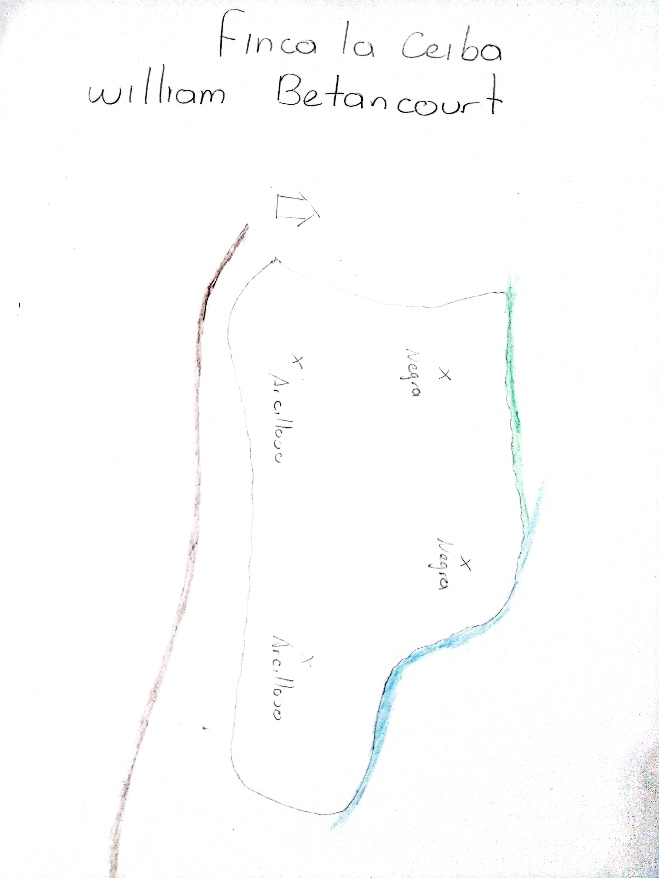 Finca la Ceiba
william Betancourt
x
Negra
x
Arcilloso
x
Negra
x
Arcilloso